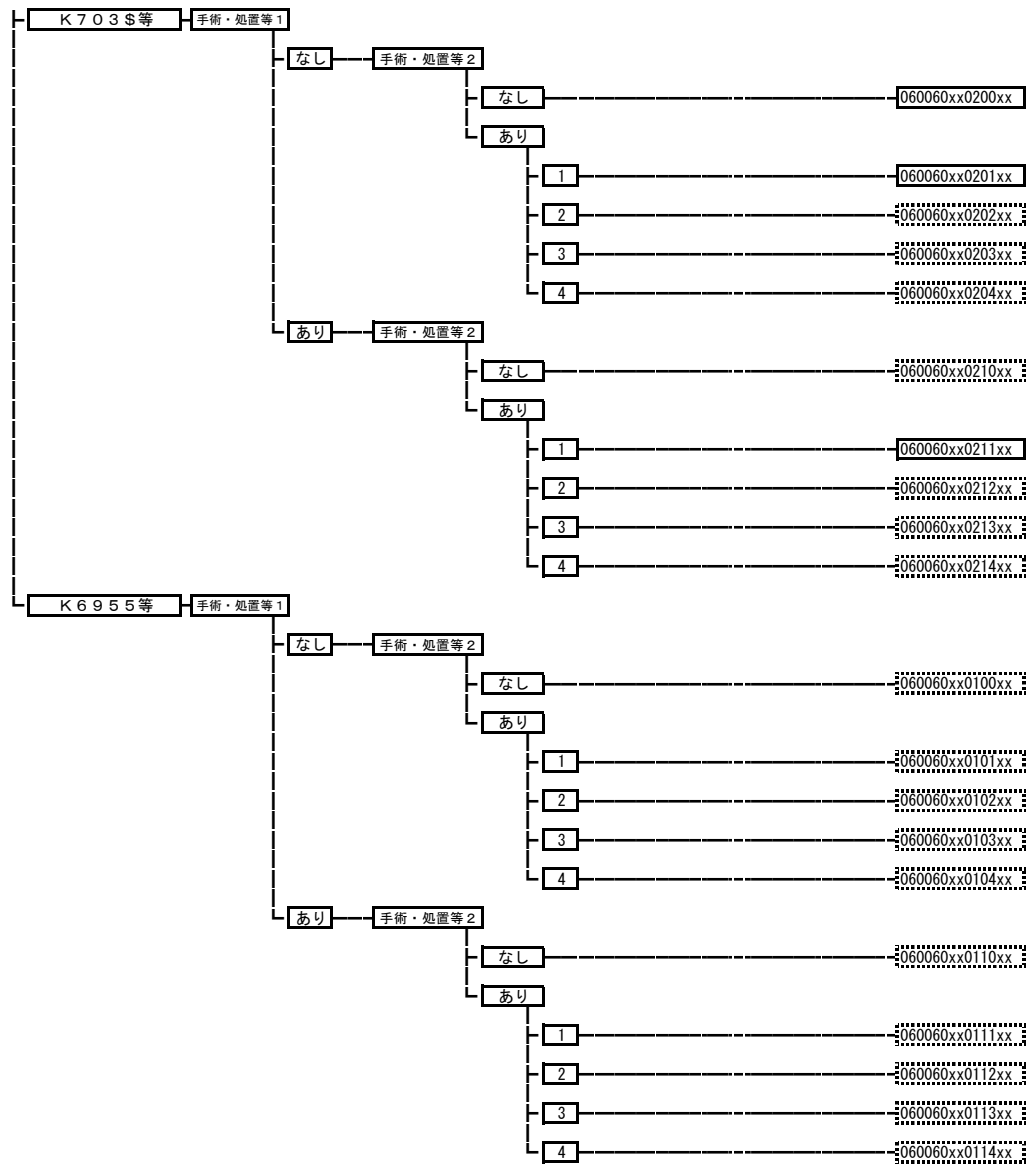 K703$等 手術・処置等1
なし 手術・処置等2
なし 060060xx0200xx
あり
1 060060xx0201xx
2 060060xx0202xx
3 060060xx0203xx
4 060060xx0204xx
あり 手術・処置等2
なし 060060xx0210xx
あり
1 060060xx0211xx
2 060060xx0212xx
3 060060xx0213xx
4 060060xx0214xx
K6955等 手術・処置等1
なし 手術・処置等2
なし 060060xx0100xx
あり
1 060060xx0101xx
2 060060xx0102xx
3 060060xx0103xx
4 060060xx0104xx
あり 手術・処置等2
なし 060060xx0110xx
あり
1 060060xx0111xx
2 060060xx0112xx
3 060060xx0113xx
4 060060xx0114xx